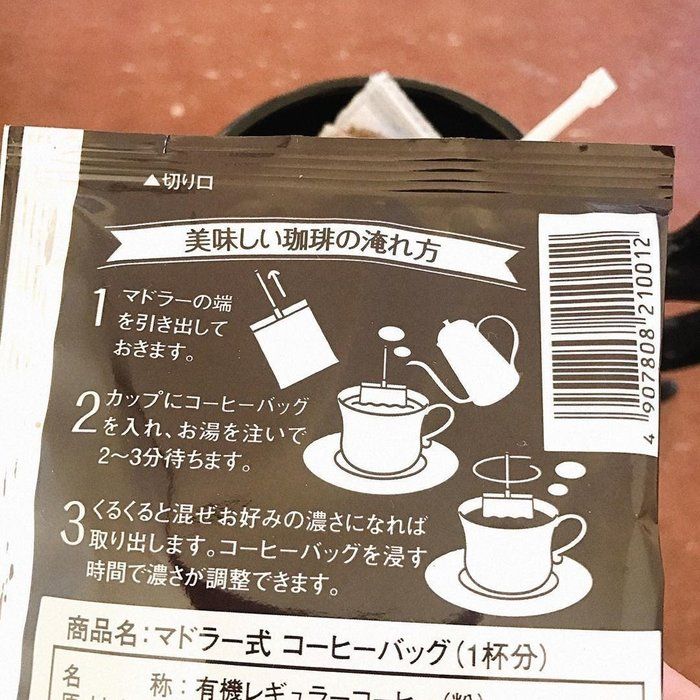 ▲切り口
美味しい珈琲の淹れ方
1 マドラーの端
を引き出して
おきます。
2 カップにコーヒーバッグ
を入れ、お湯を注いで
2〜3分待ちます。
3 くるくると混ぜお好みの濃さになれば
取り出します。コーヒーバッグを浸す
時間で濃さが調整できます。
4 907808 210012
商品名:マドラー式 コーヒーバッグ(1杯分)
名 称:有機レギュラーコーヒー(粉)